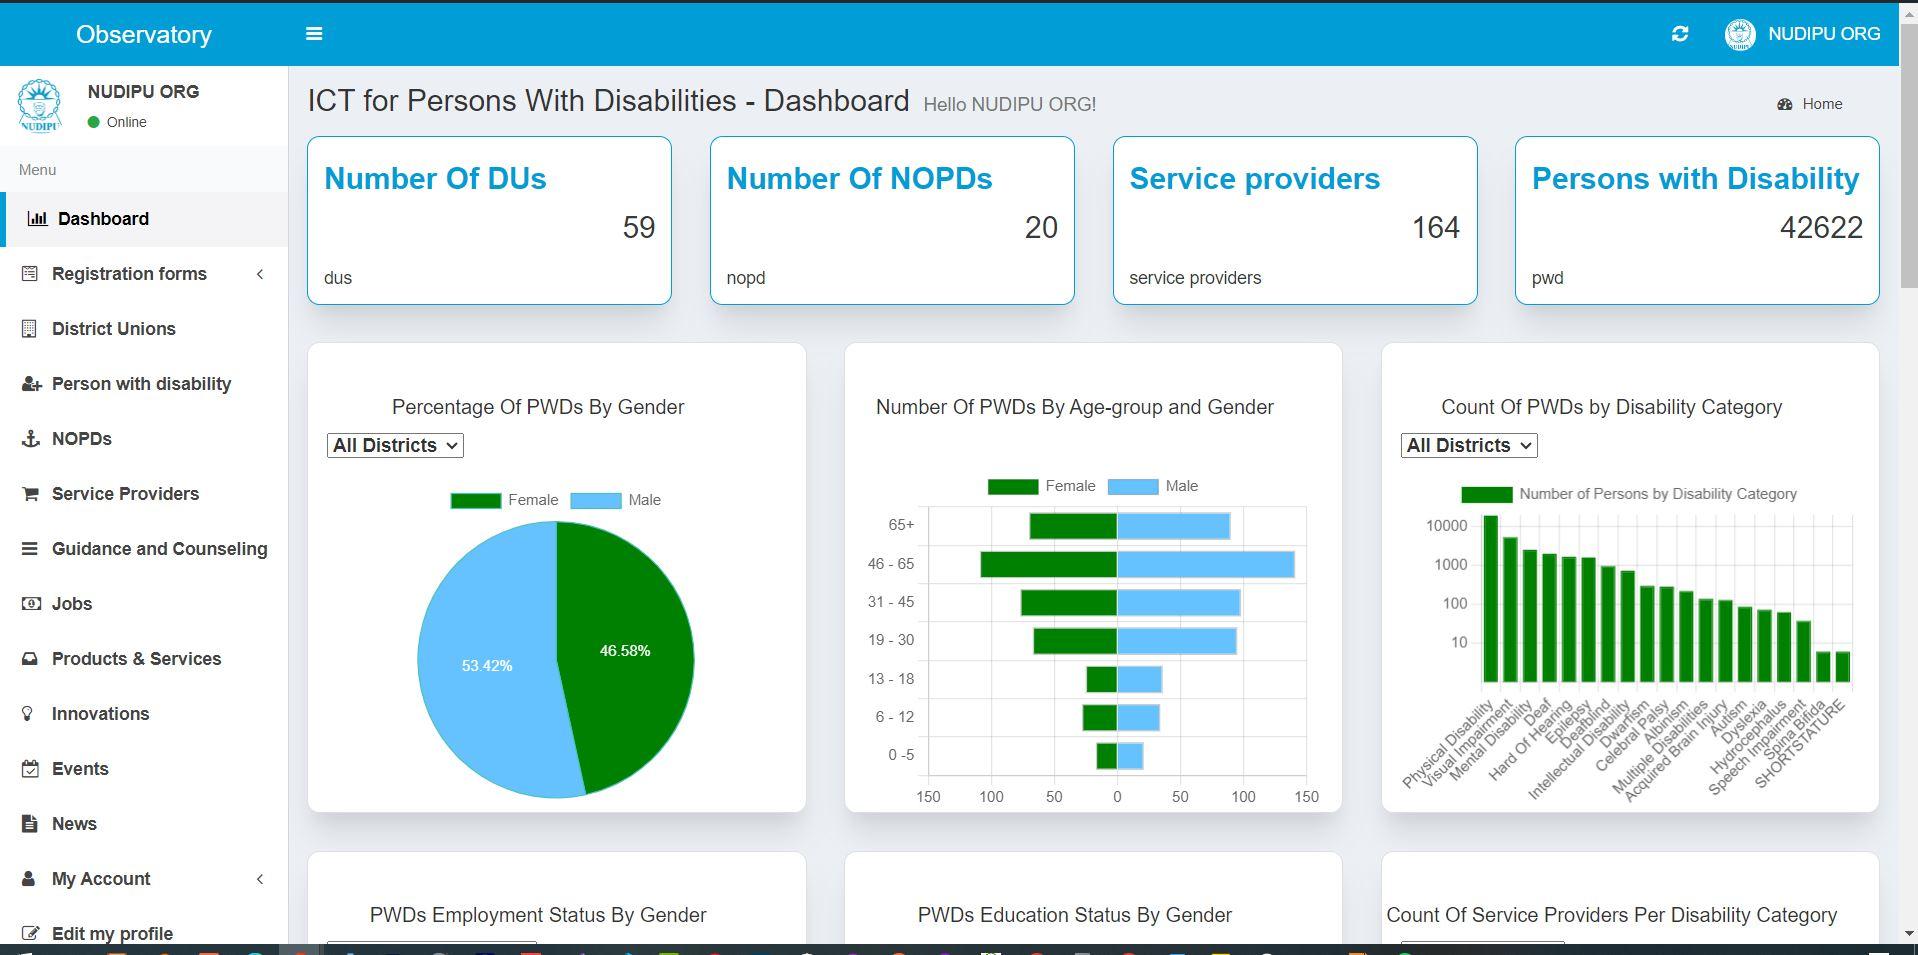 Observatory
NUDIPU ORG
NUDIPU
NUDIPU ORG
Online
Menu
Dashboard
Registration forms
District Unions
Person with disability
NOPDs
Service Providers
Guidance and Counseling
Jobs
Products & Services
Innovations
Events
News
My Account
Edit my profile
ICT for Persons With Disabilities - Dashboard Hello NUDIPU ORG!
Home
Number Of DUs
59
dus
Number Of NOPDs
20
nopd
Service providers
164
service providers
Persons with Disability
42622
pwd
Percentage Of PWDs By Gender
All Districts
Female Male
53.42%
46.58%
Number Of PWDs By Age-group and Gender
Female Male
65+
46 - 65
31 - 45
19 - 30
13 - 18
6 - 12
0 -5
150 100 50 0 50 100 150
Count Of PWDs by Disability Category
All Districts
Number of Persons by Disability Category
10000
1000
100
10
Physical Disability
Visual Impairment
Mental Disability
Deaf
Hard Of Hearing
Epilepsy
Deafblind
Intellectual Disability
Dwarfism
Celebral Palsy
Albinism
Multiple Disabilities
Acquired Brain Injury
Autism
Dyslexia
Hydrocephalus
Speech Impairment
Spina Bifida
SHORTSTATURE
PWDs Employment Status By Gender
PWDs Education Status By Gender
Count Of Service Providers Per Disability Category